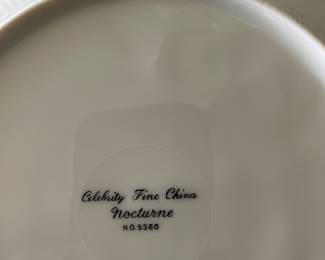 Celebrity Fine China
Nocturne
NO.5360